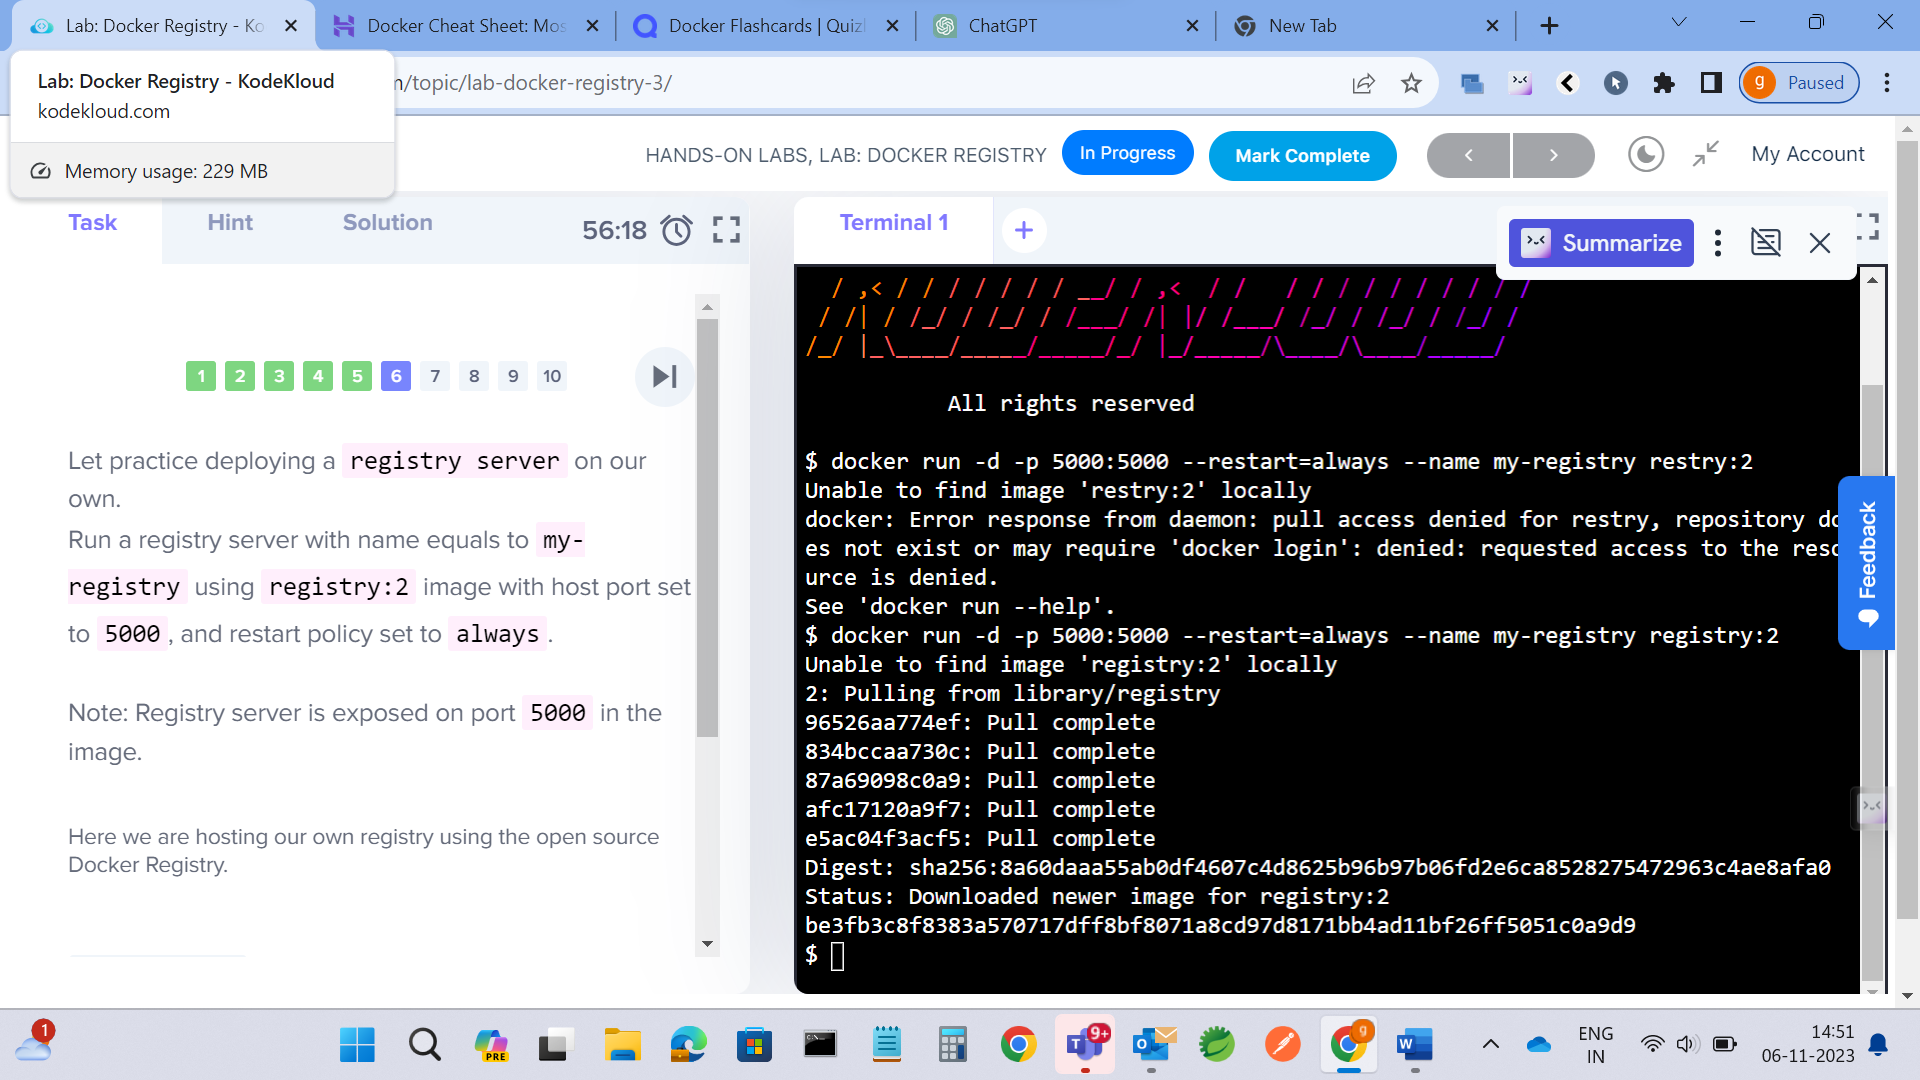 Lab: Docker Registry - Ko
Docker Cheat Sheet: Mos
Docker Flashcards | Quiz
ChatGPT
New Tab
Lab: Docker Registry - KodeKloud
kodekloud.com
Memory usage: 229 MB
/topic/lab-docker-registry-3/
g Paused
HANDS-ON LABS, LAB: DOCKER REGISTRY
In Progress
Mark Complete
My Account
Task
Hint
Solution
56:18
Terminal 1
Summarize
1 2 3 4 5 6 7 8 9 10
Let practice deploying a registry server on our
own.
Run a registry server with name equals to my-
registry using registry:2 image with host port set
to 5000 , and restart policy set to always .
Note: Registry server is exposed on port 5000 in the
image.
Here we are hosting our own registry using the open source
Docker Registry.
All rights reserved
$ docker run -d -p 5000:5000 --restart=always --name my-registry restry:2
Unable to find image 'restry:2' locally
docker: Error response from daemon: pull access denied for restry, repository do
es not exist or may require 'docker login': denied: requested access to the reso
urce is denied.
See 'docker run --help'.
$ docker run -d -p 5000:5000 --restart=always --name my-registry registry:2
Unable to find image 'registry:2' locally
2: Pulling from library/registry
96526aa774ef: Pull complete
834bccaa730c: Pull complete
87a69098c0a9: Pull complete
afc17120a9f7: Pull complete
e5ac04f3acf5: Pull complete
Digest: sha256:8a60daaa55ab0df4607c4d8625b96b97b06fd2e6ca8528275472963c4ae8afa0
Status: Downloaded newer image for registry:2
be3fb3c8f8383a570717dff8bf8071a8cd97d8171bb4ad11bf26ff5051c0a9d9
$
Feedback
1
PRE
9+
g
ENG
IN
14:51
06-11-2023